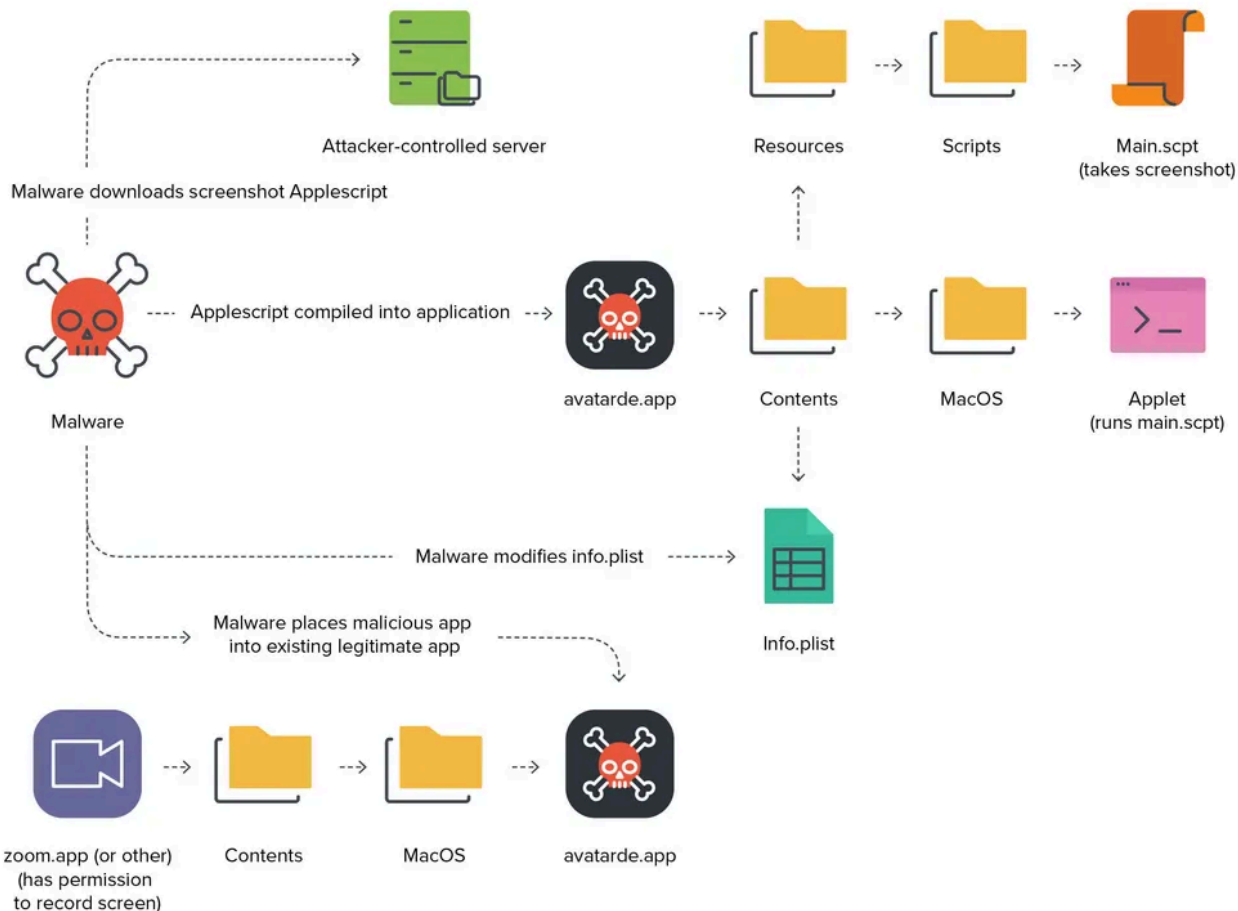 Attacker-controlled server
Resources
Scripts
Main.scpt
(takes screenshot)
Malware downloads screenshot Applescript
Applescript compiled into application
Malware
avatarde.app
Contents
MacOS
Applet
(runs main.scpt)
Malware modifies info.plist
Malware places malicious app
into existing legitimate app
Info.plist
zoom.app (or other)
(has permission
to record screen)
Contents
MacOS
avatarde.app